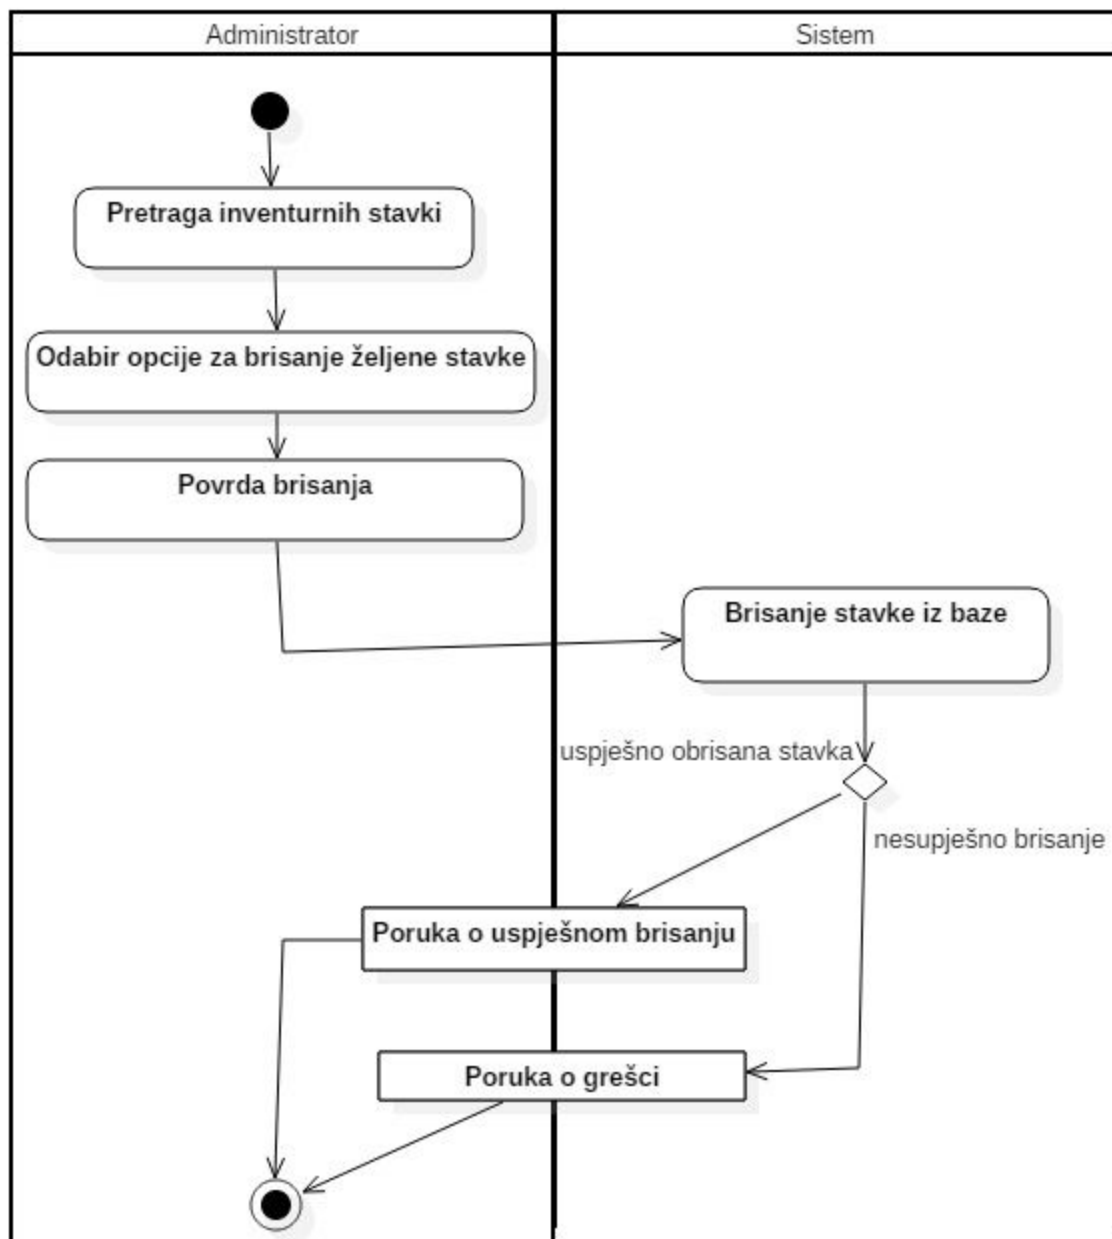 Administrator
Sistem
Pretraga inventurnih stavki
Odabir opcije za brisanje željene stavke
Povrda brisanja
Brisanje stavke iz baze
uspješno obrisana stavka
nesupješno brisanje
Poruka o uspješnom brisanju
Poruka o grešci